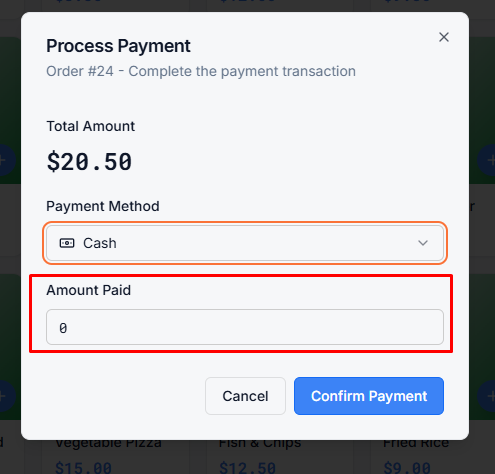 Process Payment
Order #24 - Complete the payment transaction
Total Amount
$20.50
Payment Method
Cash
Amount Paid
0
Cancel
Confirm Payment
Vegetable Pizza
Fish & Chips
Fried Rice
$15.00
$12.50
$9.00